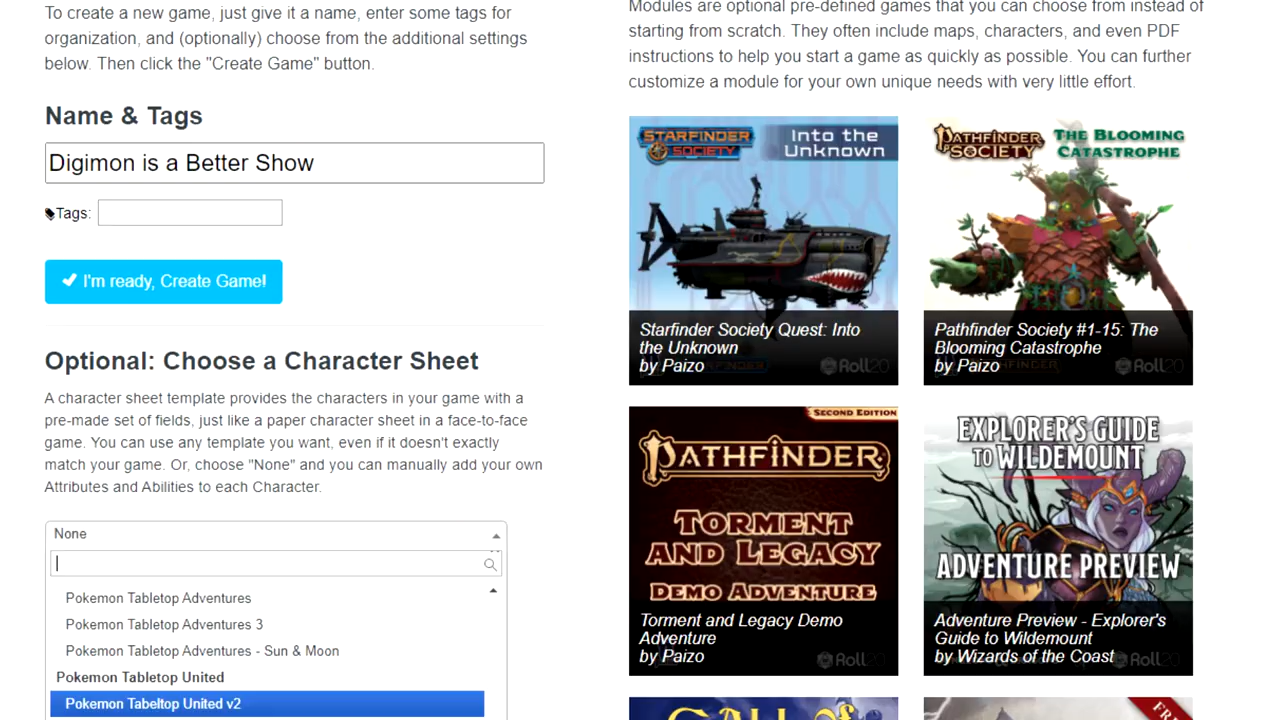 To create a new game, just give it a name, enter some tags for
organization, and (optionally) choose from the additional settings
below. Then click the "Create Game" button.
Name & Tags
Digimon is a Better Show
Tags:
I'm ready, Create Game!
Optional: Choose a Character Sheet
A character sheet template provides the characters in your game with a
pre-made set of fields, just like a paper character sheet in a face-to-face
game. You can use any template you want, even if it doesn't exactly
match your game. Or, choose "None" and you can manually add your own
Attributes and Abilities to each Character.
None
Pokemon Tabletop Adventures
Pokemon Tabletop Adventures 3
Pokemon Tabletop Adventures - Sun & Moon
Pokemon Tabletop United
Pokemon Tabeltop United v2
Modules are optional pre-defined games that you can choose from instead of
starting from scratch. They often include maps, characters, and even PDF
instructions to help you start a game as quickly as possible. You can further
customize a module for your own unique needs with very little effort.
STARFINDER
SOCIETY
Into the
Unknown
Starfinder Society Quest: Into
the Unknown
by Paizo
Roll20
PATHFINDER
SOCIETY
THE BLOOMING
CATASTROPHE
Pathfinder Society #1-15: The
Blooming Catastrophe
by Paizo
Roll20
SECOND EDITION
PATHFINDER
TORMENT
AND LEGACY
DEMO ADVENTURE
Torment and Legacy Demo
Adventure
by Paizo
Roll20
EXPLORER'S GUIDE
TO WILDEMOUNT
ADVENTURE PREVIEW
Adventure Preview - Explorer's
Guide to Wildemount
by Wizards of the Coast
Roll20
CALL of